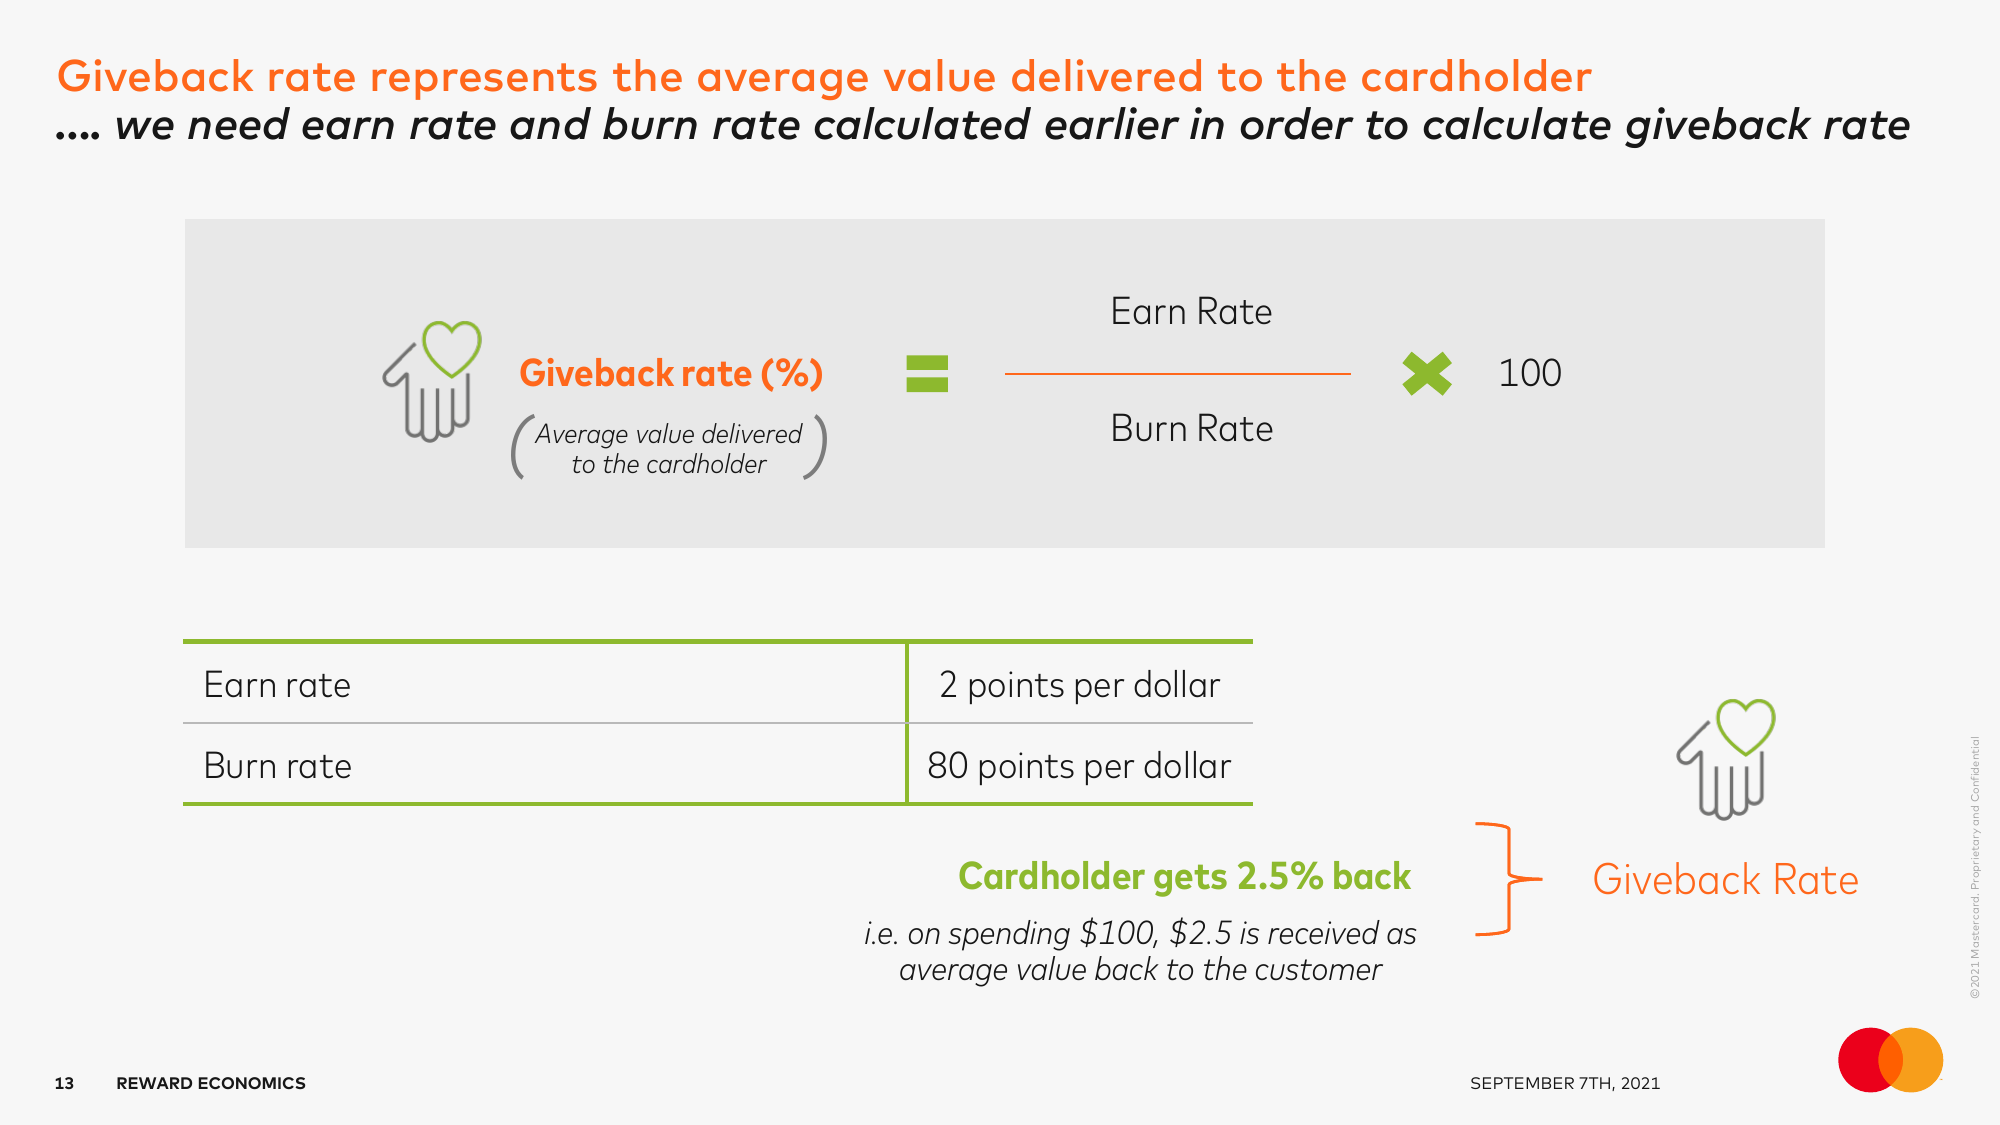 Giveback rate represents the average value delivered to the cardholder
.... we need earn rate and burn rate calculated earlier in order to calculate giveback rate
Earn Rate
Giveback rate (%) = ✖ 100
Burn Rate
(Average value delivered
to the cardholder)
Earn rate 2 points per dollar
Burn rate 80 points per dollar
Cardholder gets 2.5% back
i.e. on spending $100, $2.5 is received as
average value back to the customer
Giveback Rate
©2021 Mastercard. Proprietary and Confidential
13 REWARD ECONOMICS
SEPTEMBER 7TH, 2021